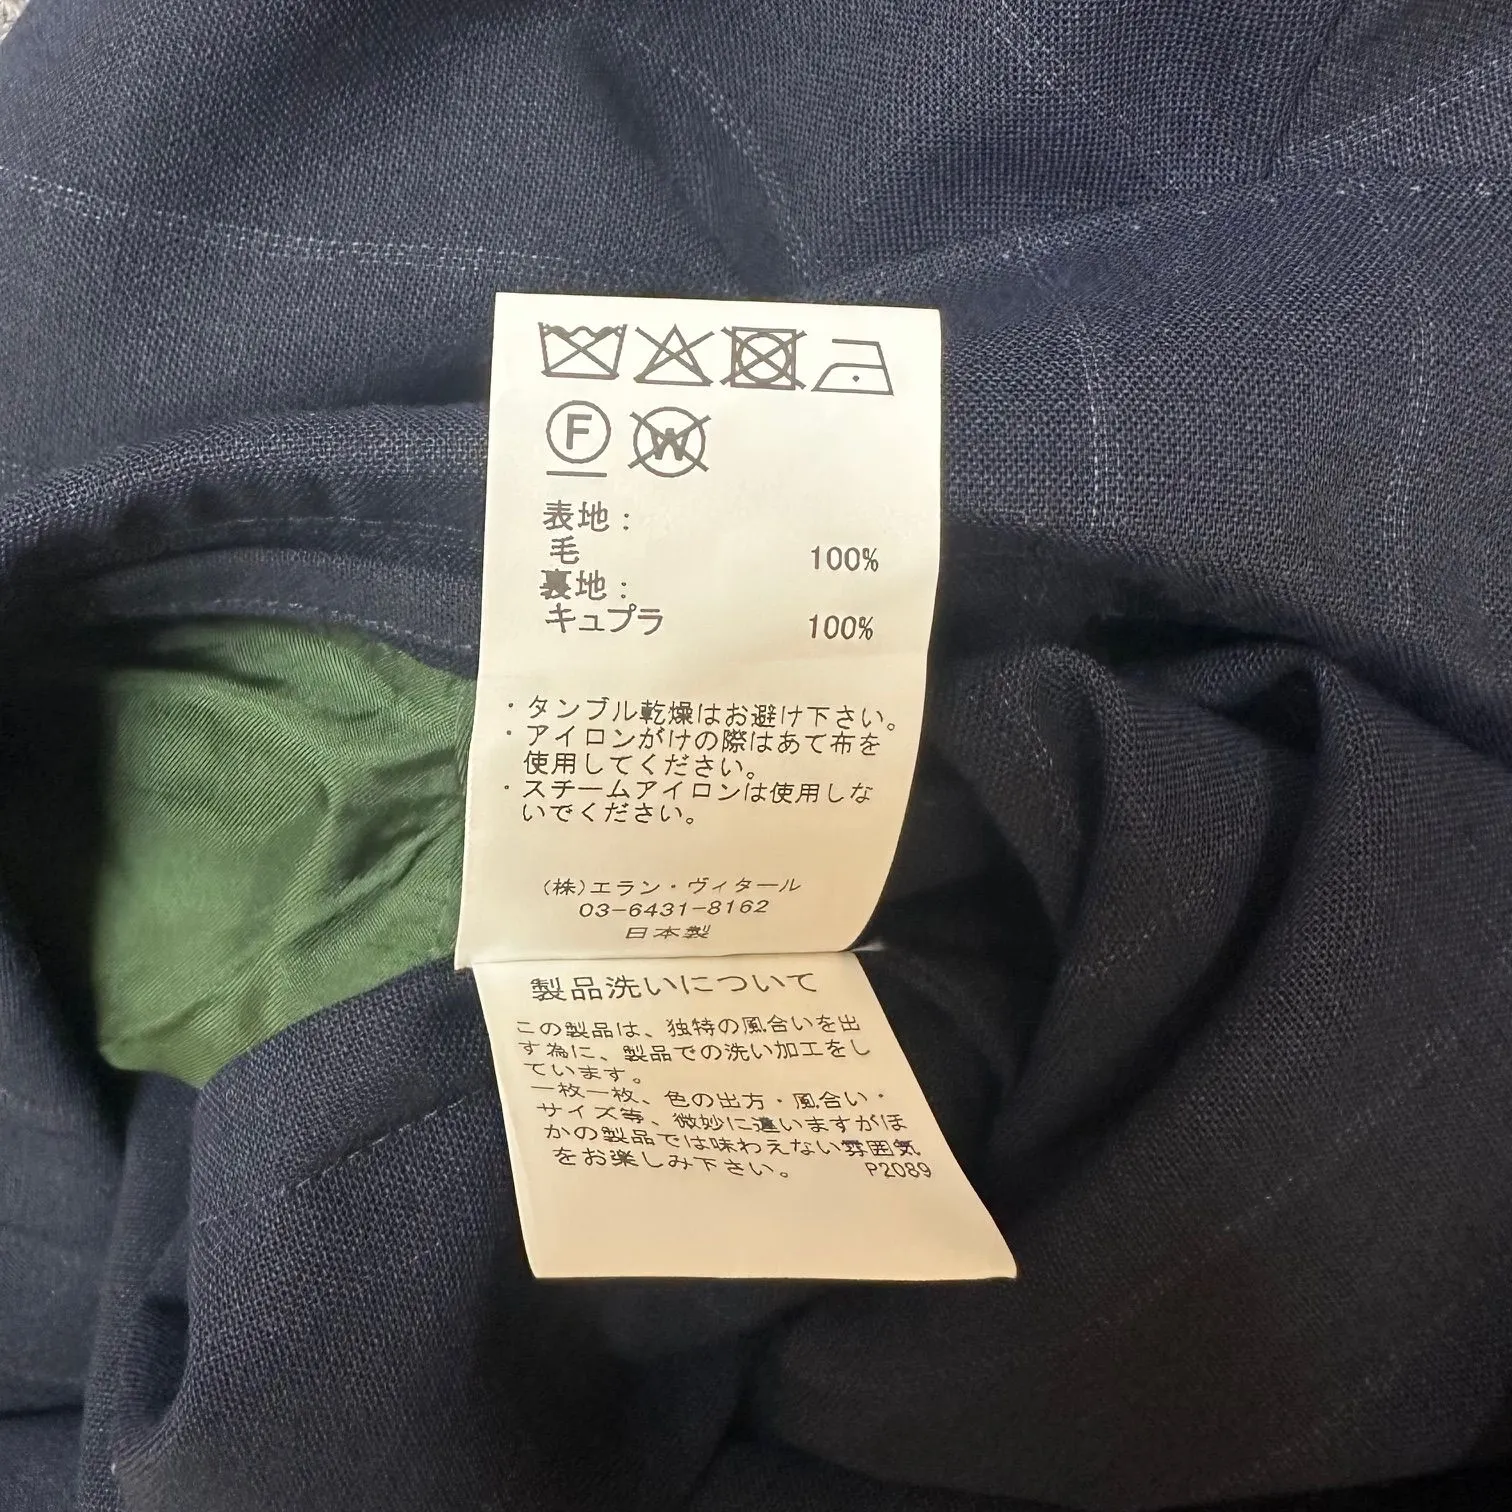 F W
表地:
毛 100%
裏地:
キュプラ 100%
・タンブル乾燥はお避け下さい。
・アイロンがけの際はあて布を
使用してください。
・スチームアイロンは使用しな
いでください。
(株)エラン・ヴィタール
03-6431-8162
日本製
製品洗いについて
この製品は、独特の風合いを出
す為に、製品での洗い加工をし
ています。
一枚一枚、色の出方・風合い・
サイズ等、微妙に違いますがほ
かの製品では味わえない雰囲気
をお楽しみ下さい。 P2089